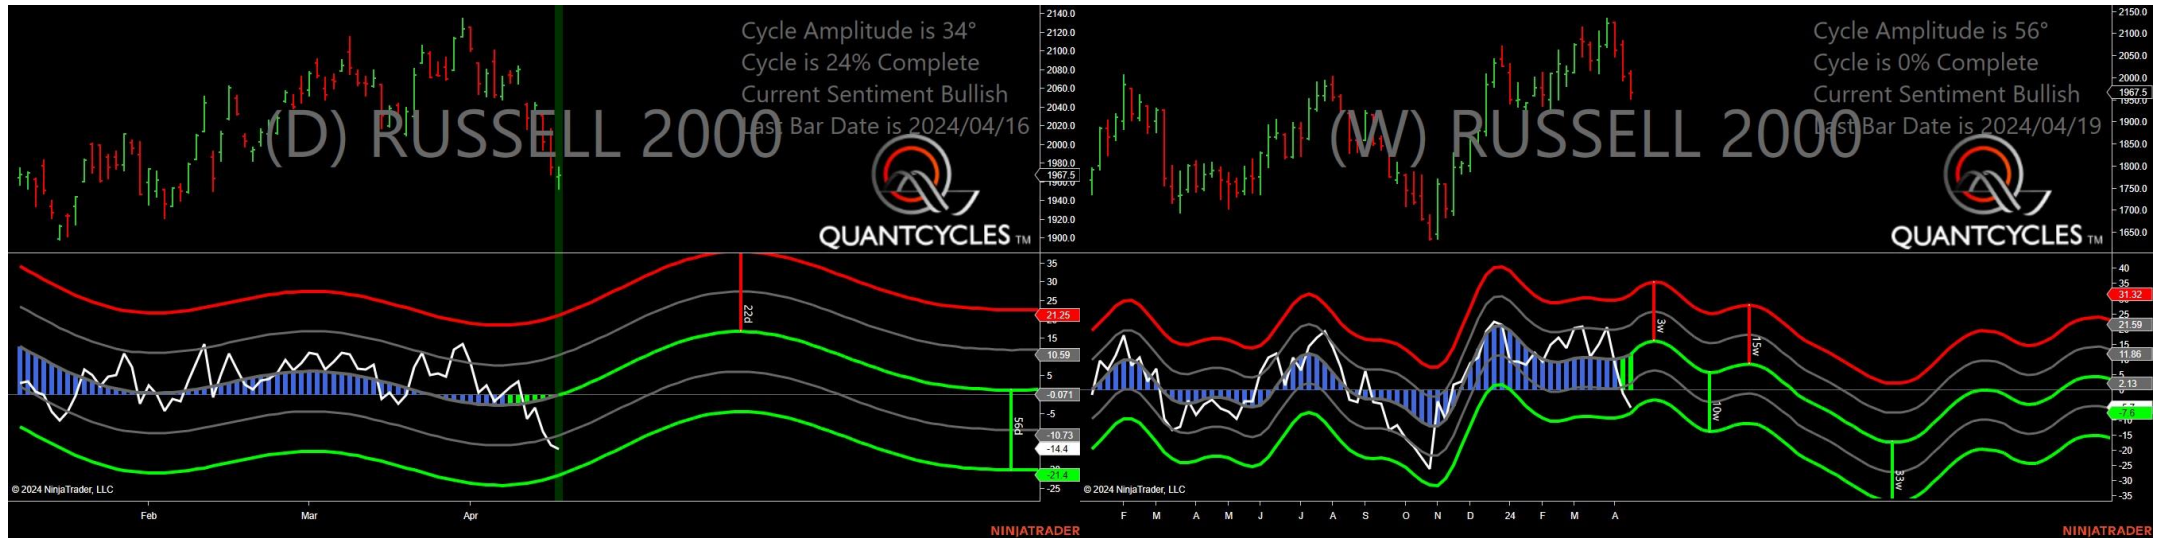 Cycle Amplitude is 34°
Cycle is 24% Complete
Current Sentiment Bullish
Last Bar Date is 2024/04/16
(D) RUSSELL 2000
QUANTCYCLES TM
2140.0
2120.0
2100.0
2080.0
2060.0
2040.0
2020.0
2000.0
1980.0
1967.5
1940.0
1920.0
1900.0
22d
56d
35
30
25
21.25
15
10.59
5
-0.071
-5
-10.73
-14.4
-21.4
-25
© 2024 NinjaTrader, LLC
Feb Mar Apr
NINJATRADER
Cycle Amplitude is 56°
Cycle is 0% Complete
Current Sentiment Bullish
Last Bar Date is 2024/04/19
(W) RUSSELL 2000
QUANTCYCLES TM
2150.0
2100.0
2050.0
2000.0
1967.5
1950.0
1900.0
1850.0
1800.0
1750.0
1700.0
1650.0
3w
15w
10w
33w
40
35
31.32
25
21.59
15
11.86
5
2.13
-7.6
-15
-20
-25
-30
-35
© 2024 NinjaTrader, LLC
F M A M J J A S O N D 24 F M A
NINJATRADER